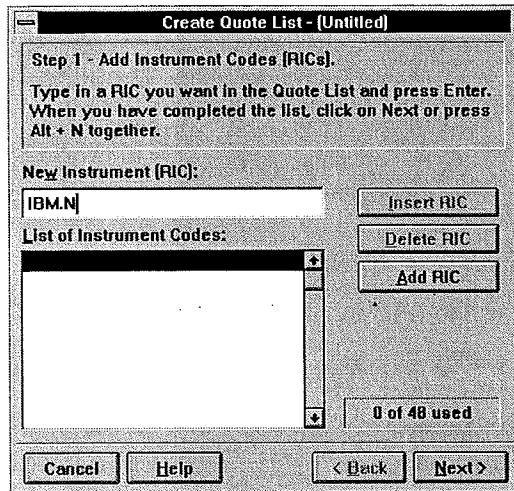 Create Quote List - (Untitled)
Step 1 - Add Instrument Codes (RICs).
Type in a RIC you want in the Quote List and press Enter.
When you have completed the list, click on Next or press
Alt + N together.
New Instrument (RIC):
IBM.N
Insert RIC
List of Instrument Codes:
Delete RIC
Add RIC
0 of 48 used
Cancel
Help
< Back
Next >